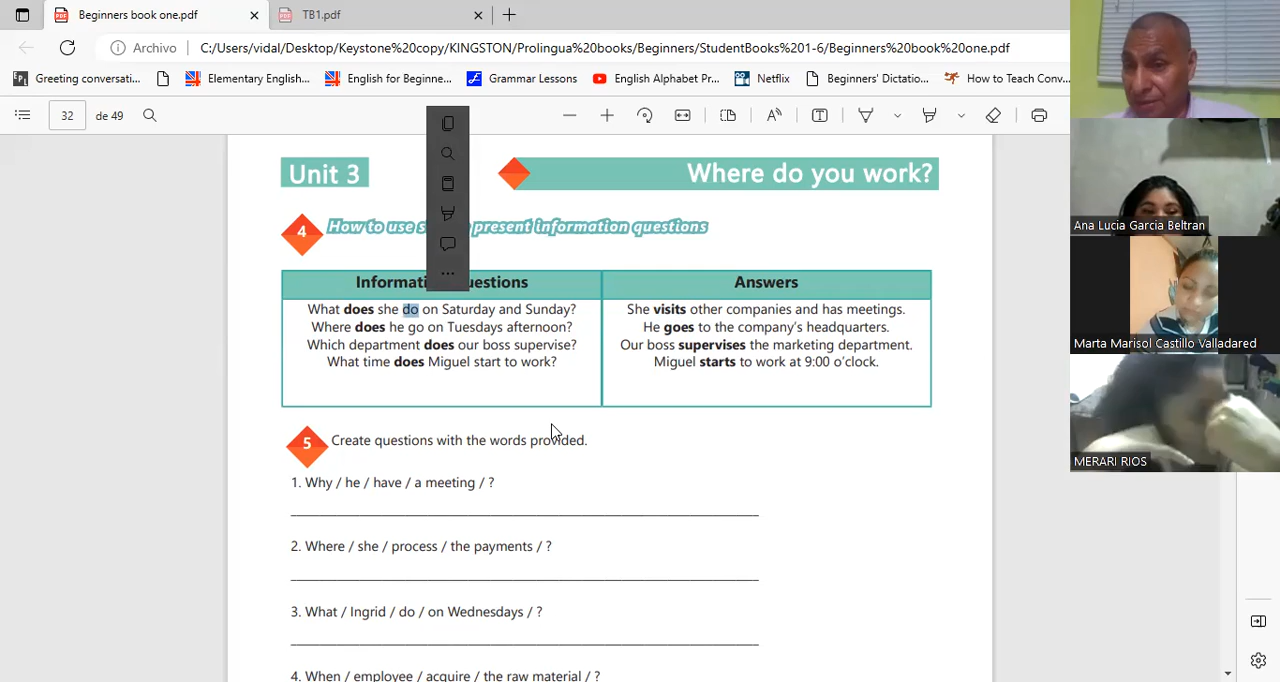 Beginners book one.pdf
TB1.pdf
Archivo
C:/Users/vidal/Desktop/Keystone%20copy/KINGSTON/Prolingua%20books/Beginners/StudentBooks%201-6/Beginners%20book%20one.pdf
Greeting conversati...
Elementary English...
English for Beginne...
Grammar Lessons
English Alphabet Pr...
Netflix
Beginners' Dictatio...
How to Teach Conv...
32
de 49
Unit 3
Where do you work?
4
How to use s present information questions
Informati uestions
Answers
What does she do on Saturday and Sunday?
She visits other companies and has meetings.
Where does he go on Tuesdays afternoon?
He goes to the company's headquarters.
Which department does our boss supervise?
Our boss supervises the marketing department.
What time does Miguel start to work?
Miguel starts to work at 9:00 o'clock.
5
Create questions with the words provided.
1. Why / he / have / a meeting / ?
2. Where / she / process / the payments / ?
3. What / Ingrid / do / on Wednesdays / ?
4. When / employee / acquire / the raw material / ?
Ana Lucia Garcia Beltran
Marta Marisol Castillo Valladared
MERARI RIOS